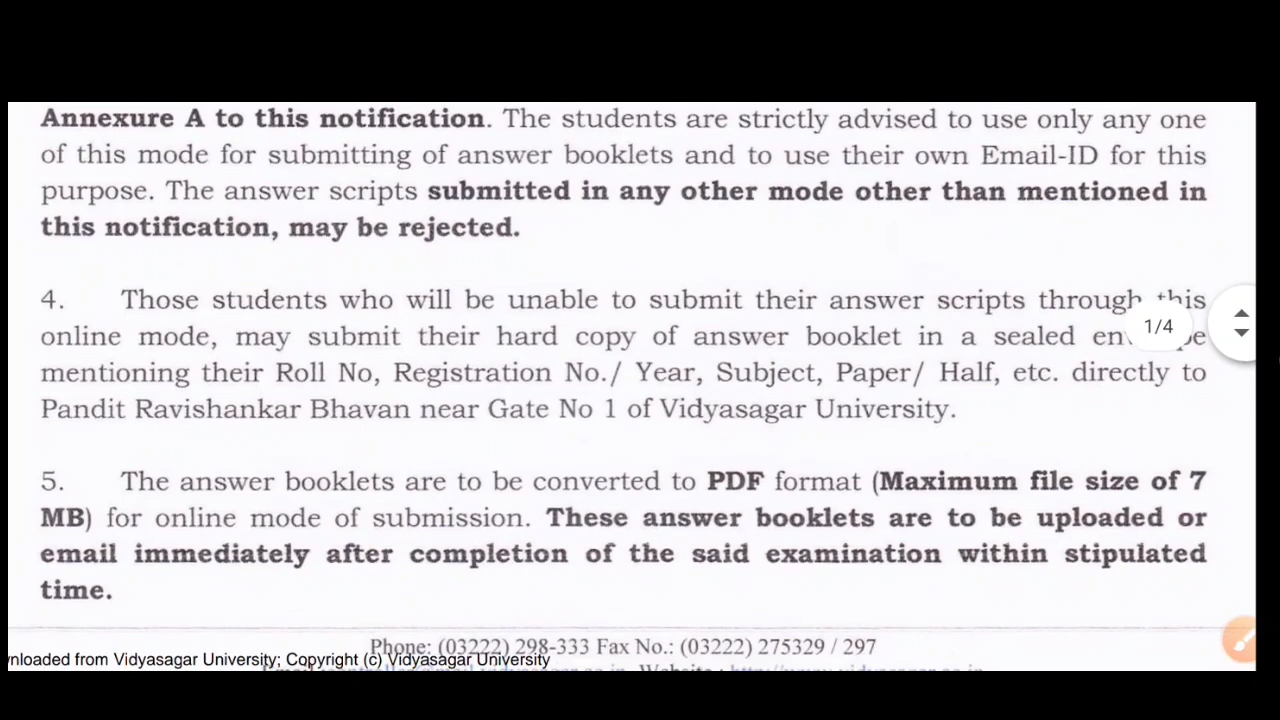 Annexure A to this notification. The students are strictly advised to use only any one
of this mode for submitting of answer booklets and to use their own Email-ID for this
purpose. The answer scripts submitted in any other mode other than mentioned in
this notification, may be rejected.
4. Those students who will be unable to submit their answer scripts through this
online mode, may submit their hard copy of answer booklet in a sealed
1/4
mentioning their Roll No, Registration No./ Year, Subject, Paper/ Half, etc. directly to
Pandit Ravishankar Bhavan near Gate No 1 of Vidyasagar University.
5. The answer booklets are to be converted to PDF format (Maximum file size of 7
MB) for online mode of submission. These answer booklets are to be uploaded or
email immediately after completion of the said examination within stipulated
time.
Phone: (03222) 298-333 Fax No.: (03222) 275329 / 297
nloaded from Vidyasagar University; Copyright (c) Vidyasagar University